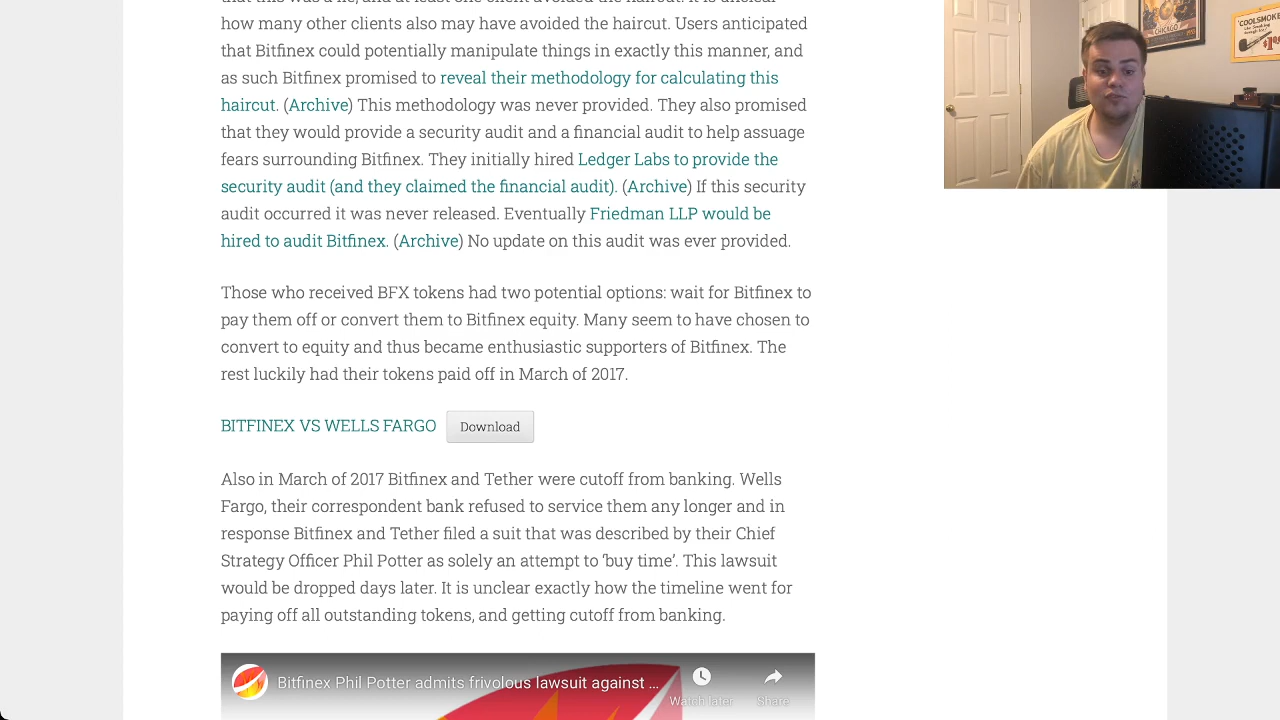 how many other clients also may have avoided the haircut. Users anticipated
that Bitfinex could potentially manipulate things in exactly this manner, and
as such Bitfinex promised to reveal their methodology for calculating this
haircut. (Archive) This methodology was never provided. They also promised
that they would provide a security audit and a financial audit to help assuage
fears surrounding Bitfinex. They initially hired Ledger Labs to provide the
security audit (and they claimed the financial audit). (Archive) If this security
audit occurred it was never released. Eventually Friedman LLP would be
hired to audit Bitfinex. (Archive) No update on this audit was ever provided.
Those who received BFX tokens had two potential options: wait for Bitfinex to
pay them off or convert them to Bitfinex equity. Many seem to have chosen to
convert to equity and thus became enthusiastic supporters of Bitfinex. The
rest luckily had their tokens paid off in March of 2017.
BITFINEX VS WELLS FARGO Download
Also in March of 2017 Bitfinex and Tether were cutoff from banking. Wells
Fargo, their correspondent bank refused to service them any longer and in
response Bitfinex and Tether filed a suit that was described by their Chief
Strategy Officer Phil Potter as solely an attempt to ‘buy time’. This lawsuit
would be dropped days later. It is unclear exactly how the timeline went for
paying off all outstanding tokens, and getting cutoff from banking.
Bitfinex Phil Potter admits frivolous lawsuit against ...
Watch later Share
CHICAGO
"COOLSMOKE